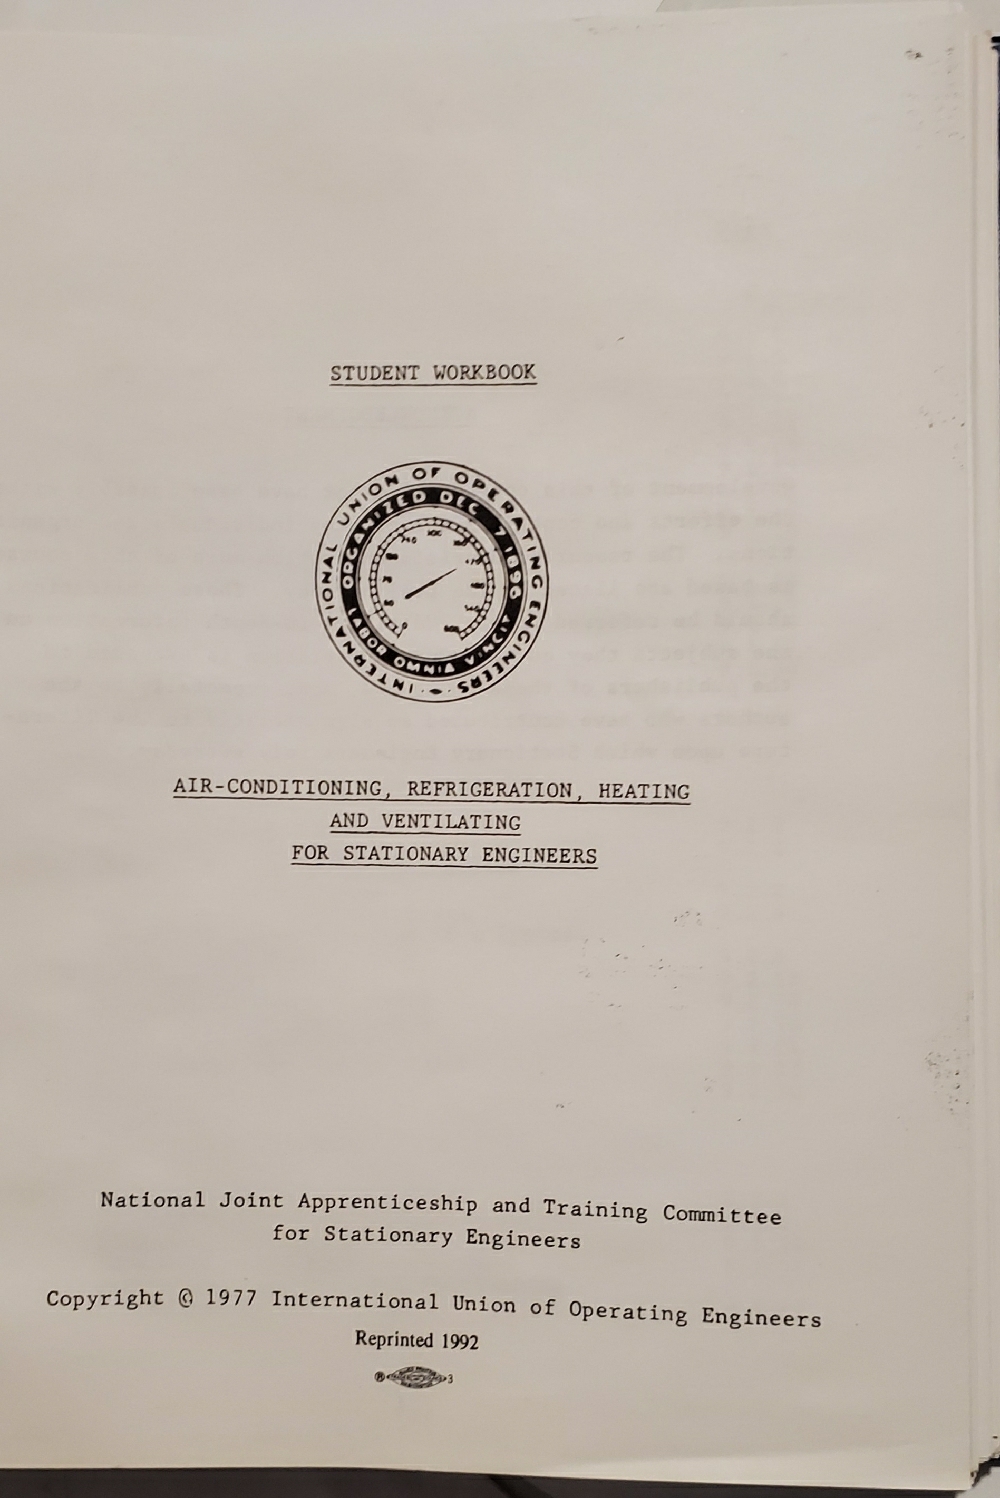 STUDENT WORKBOOK
INTERNATIONAL UNION OF OPERATING ENGINEERS
ORGANIZED DEC 7 1896
LABOR OMNIA VINCIT
AIR-CONDITIONING, REFRIGERATION, HEATING
AND VENTILATING
FOR STATIONARY ENGINEERS
National Joint Apprenticeship and Training Committee
for Stationary Engineers
Copyright © 1977 International Union of Operating Engineers
Reprinted 1992
® 3